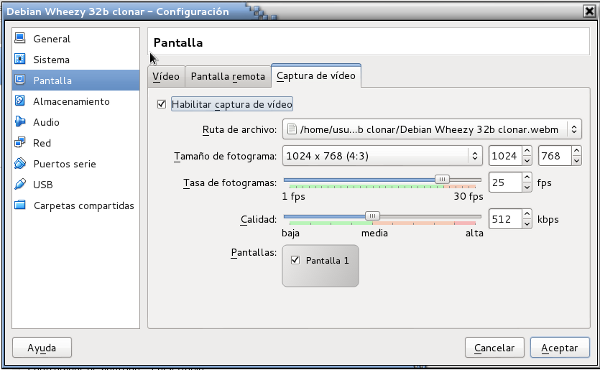 Debian Wheezy 32b clonar – Configuración
General
Sistema
Pantalla
Almacenamiento
Audio
Red
Puertos serie
USB
Carpetas compartidas
Pantalla
Vídeo Pantalla remota Captura de vídeo
Habilitar captura de vídeo
Ruta de archivo: /home/usu...b clonar/Debian Wheezy 32b clonar.webm
Tamaño de fotograma: 1024 x 768 (4:3) 1024 768
Tasa de fotogramas: 25 fps
1 fps 30 fps
Calidad: 512 kbps
baja media alta
Pantallas:
Pantalla 1
Ayuda Cancelar Aceptar